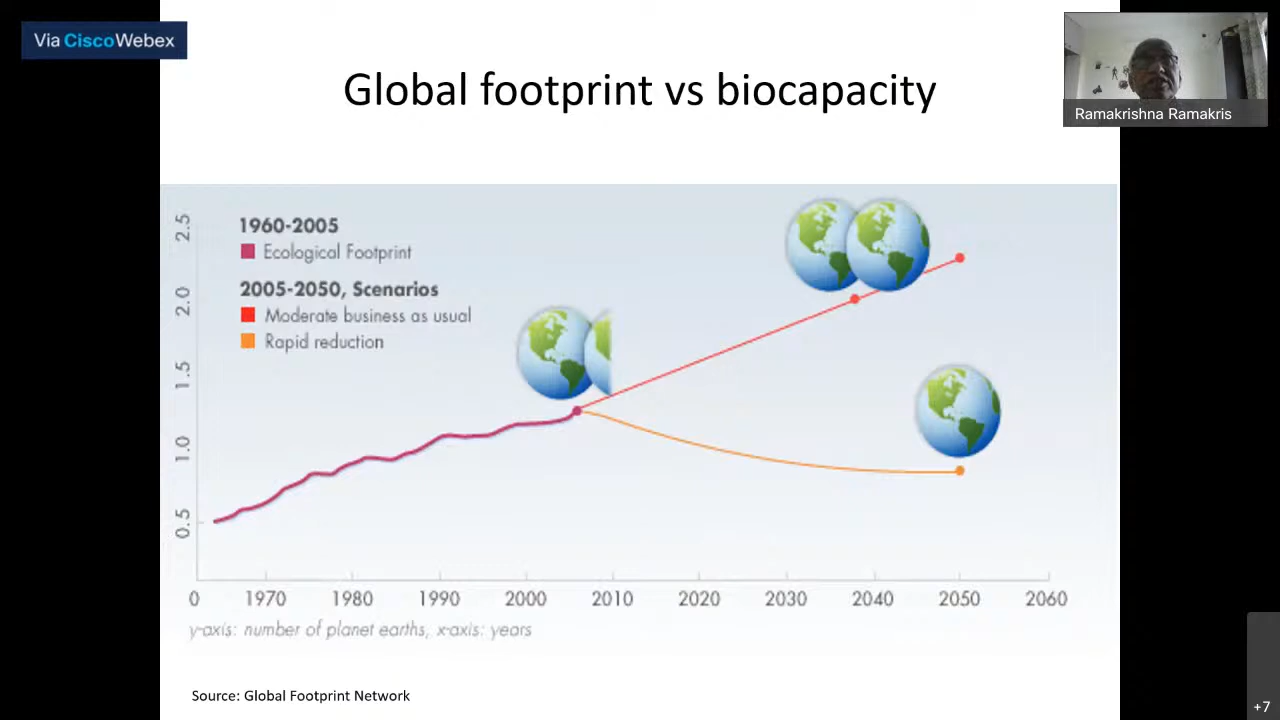 Via CiscoWebex
Global footprint vs biocapacity
Ramakrishna Ramakris
1960-2005
Ecological Footprint
2005-2050, Scenarios
Moderate business as usual
Rapid reduction
2.5
2.0
1.5
1.0
0.5
0 1970 1980 1990 2000 2010 2020 2030 2040 2050 2060
y-axis: number of planet earths, x-axis: years
Source: Global Footprint Network
+7